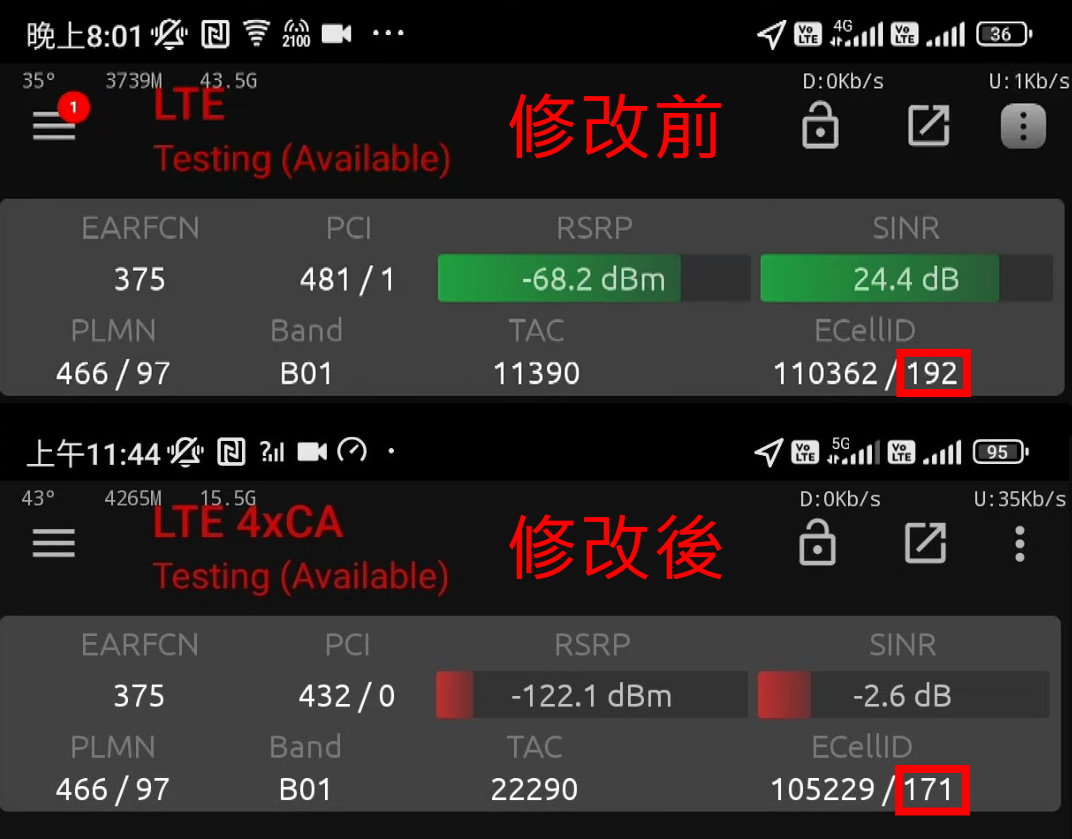 晚上8:01 2100 ... VoLTE 4G VoLTE 36
35° 3739M 43.5G D:0Kb/s U:1Kb/s
1
LTE
修改前
Testing (Available)
EARFCN PCI RSRP SINR
375 481 / 1 -68.2 dBm 24.4 dB
PLMN Band TAC ECellID
466 / 97 B01 11390 110362 / 192
上午11:44 ? VoLTE 5G VoLTE 95
43° 4265M 15.5G D:0Kb/s U:35Kb/s
LTE 4xCA
修改後
Testing (Available)
EARFCN PCI RSRP SINR
375 432 / 0 -122.1 dBm -2.6 dB
PLMN Band TAC ECellID
466 / 97 B01 22290 105229 / 171